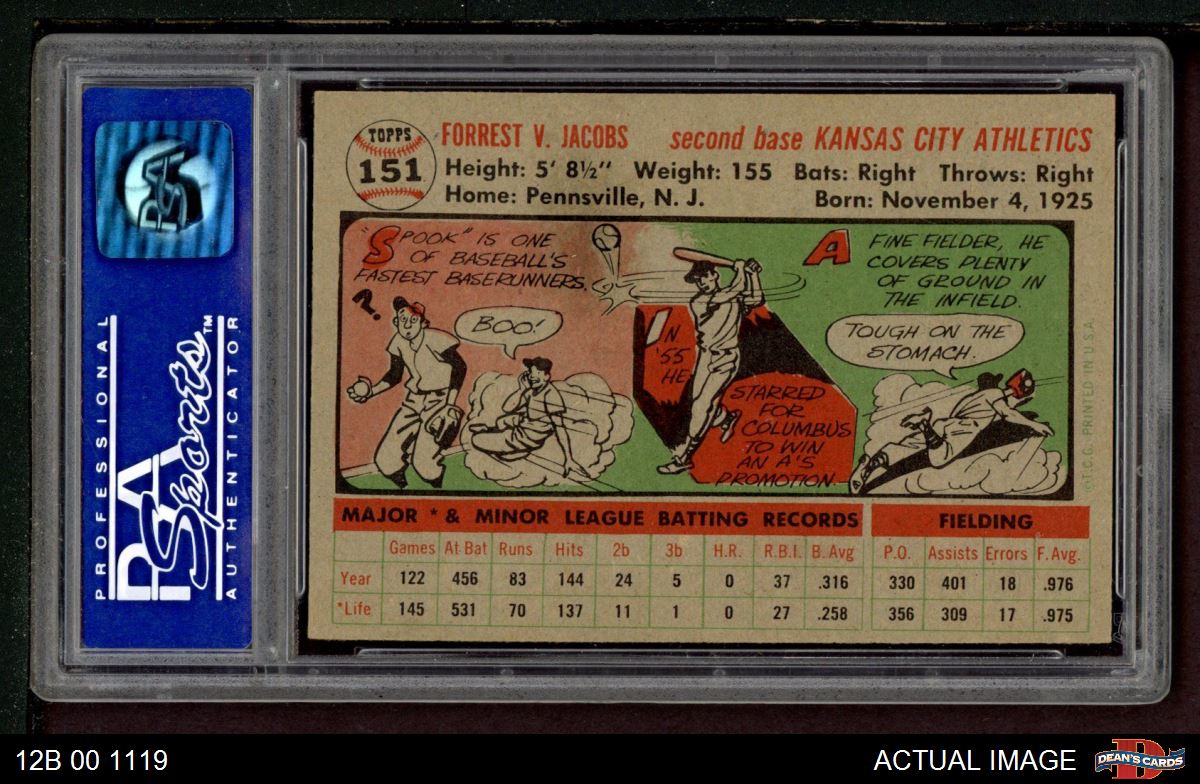 PSA
PROFESSIONAL
PSA
Sports™
AUTHENTICATOR
TOPPS
151
FORREST V. JACOBS second base KANSAS CITY ATHLETICS
Height: 5' 8½" Weight: 155 Bats: Right Throws: Right
Home: Pennsville, N. J. Born: November 4, 1925
"SPOOK" IS ONE
OF BASEBALL'S
FASTEST BASERUNNERS.
?
BOO!
IN
'55
HE
STARRED
FOR
COLUMBUS
TO WIN
AN A'S
PROMOTION.
A FINE FIELDER, HE
COVERS PLENTY
OF GROUND IN
THE INFIELD.
TOUGH ON THE
STOMACH.
©T.C.G. PRINTED IN U.S.A.
MAJOR * & MINOR LEAGUE BATTING RECORDS FIELDING
Games At Bat Runs Hits 2b 3b H.R. R.B.I. B. Avg P.O. Assists Errors F. Avg.
Year 122 456 83 144 24 5 0 37 .316 330 401 18 .976
*Life 145 531 70 137 11 1 0 27 .258 356 309 17 .975
12B 00 1119
ACTUAL IMAGE
D
DEAN'S CARDS